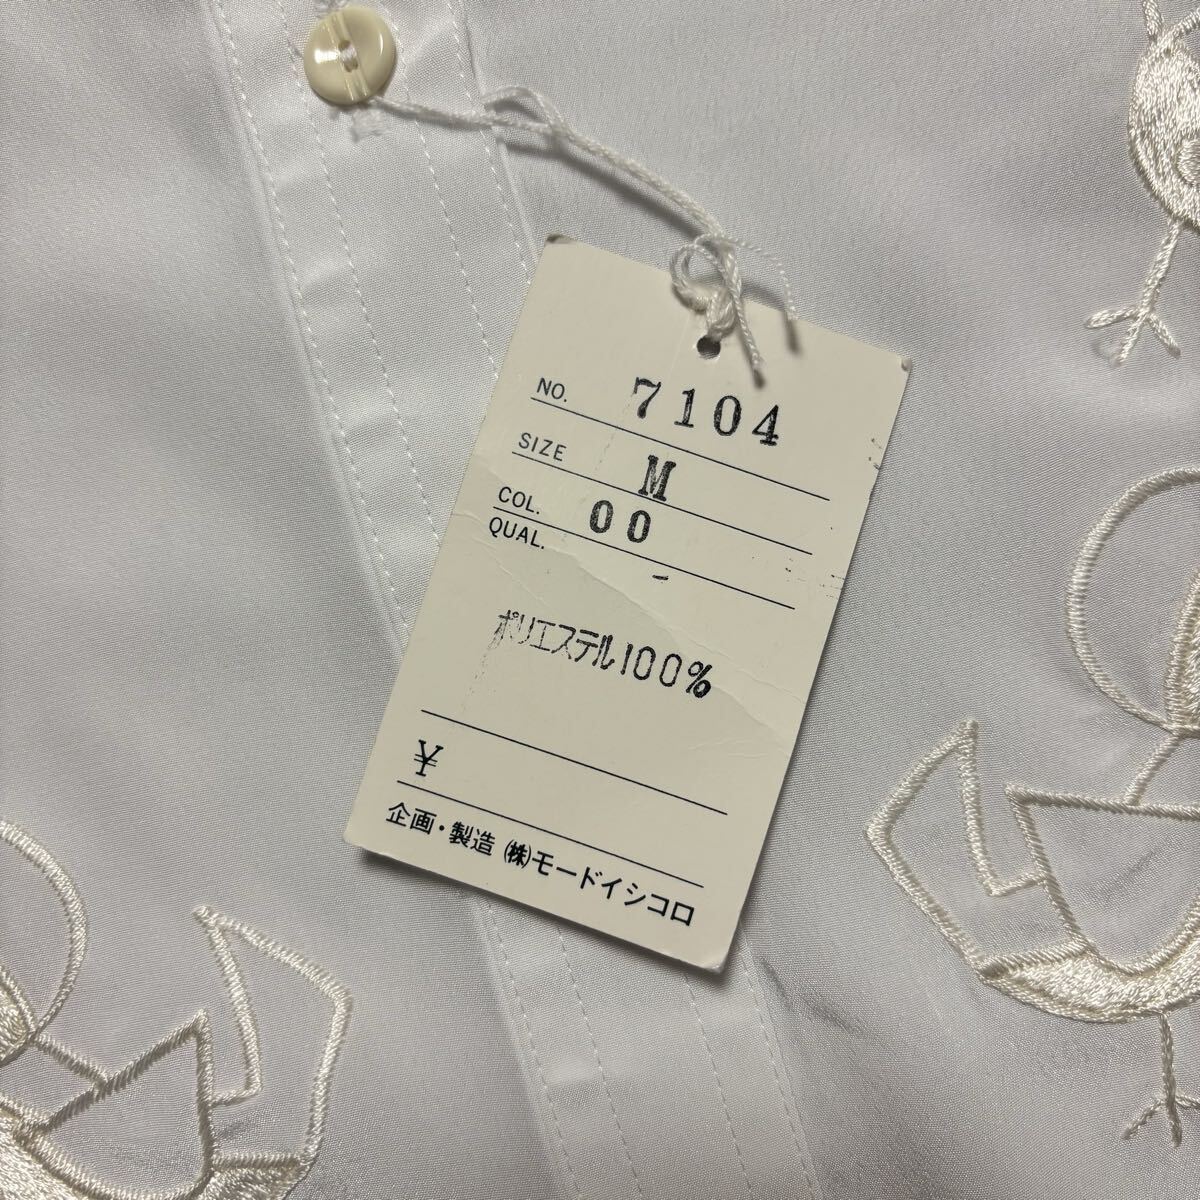 NO. 7104
SIZE M
COL. 00
QUAL.
ポリエステル100%
¥
企画・製造 ㈱モードイシコロ